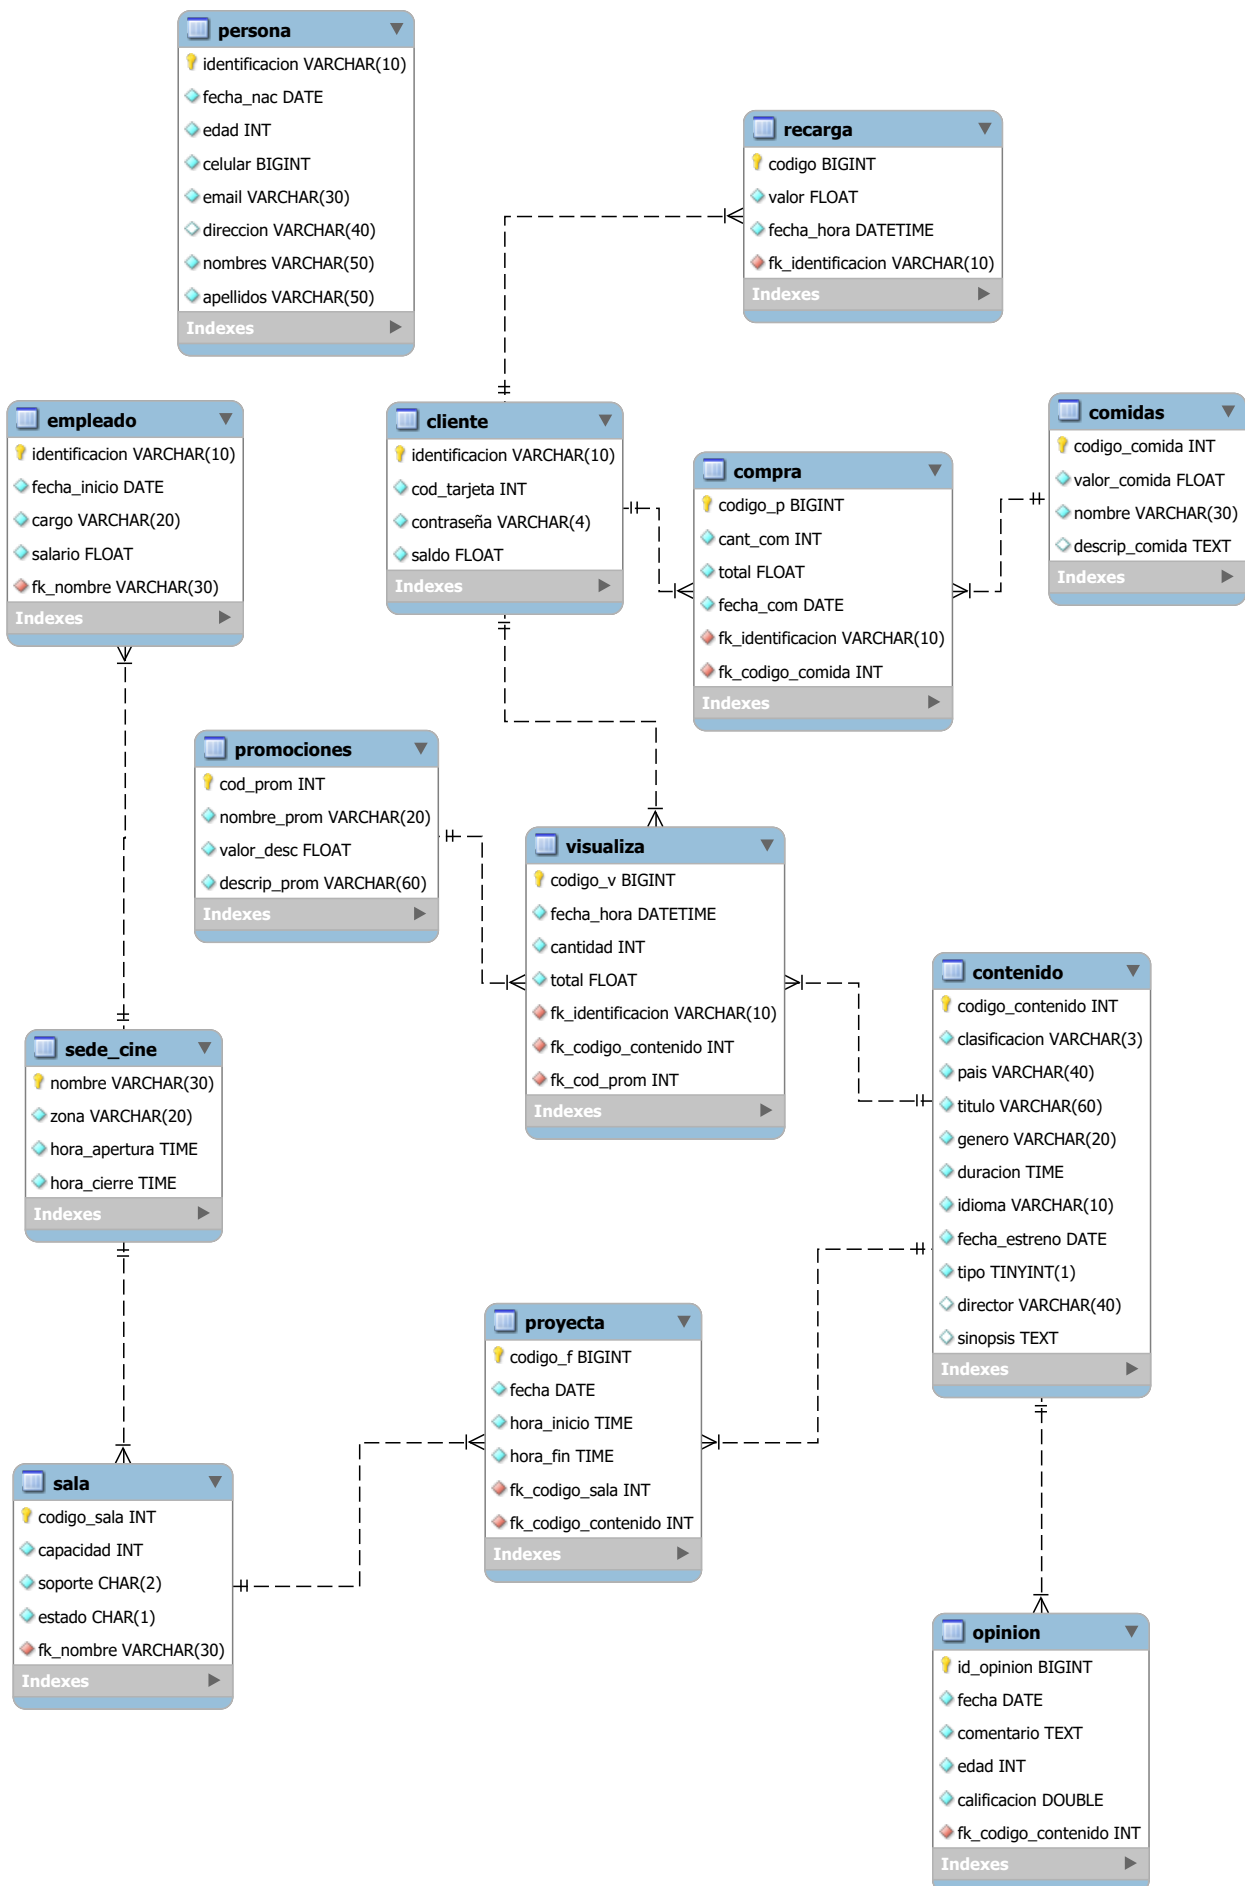 persona
identificacion VARCHAR(10)
fecha_nac DATE
edad INT
celular BIGINT
email VARCHAR(30)
direccion VARCHAR(40)
nombres VARCHAR(50)
apellidos VARCHAR(50)
Indexes
recarga
codigo BIGINT
valor FLOAT
fecha_hora DATETIME
fk_identificacion VARCHAR(10)
Indexes
empleado
identificacion VARCHAR(10)
fecha_inicio DATE
cargo VARCHAR(20)
salario FLOAT
fk_nombre VARCHAR(30)
Indexes
cliente
identificacion VARCHAR(10)
cod_tarjeta INT
contraseña VARCHAR(4)
saldo FLOAT
Indexes
compra
codigo_p BIGINT
cant_com INT
total FLOAT
fecha_com DATE
fk_identificacion VARCHAR(10)
fk_codigo_comida INT
Indexes
comidas
codigo_comida INT
valor_comida FLOAT
nombre VARCHAR(30)
descrip_comida TEXT
Indexes
promociones
cod_prom INT
nombre_prom VARCHAR(20)
valor_desc FLOAT
descrip_prom VARCHAR(60)
Indexes
visualiza
codigo_v BIGINT
fecha_hora DATETIME
cantidad INT
total FLOAT
fk_identificacion VARCHAR(10)
fk_codigo_contenido INT
fk_cod_prom INT
Indexes
contenido
codigo_contenido INT
clasificacion VARCHAR(3)
pais VARCHAR(40)
titulo VARCHAR(60)
genero VARCHAR(20)
duracion TIME
idioma VARCHAR(10)
fecha_estreno DATE
tipo TINYINT(1)
director VARCHAR(40)
sinopsis TEXT
Indexes
sede_cine
nombre VARCHAR(30)
zona VARCHAR(20)
hora_apertura TIME
hora_cierre TIME
Indexes
proyecta
codigo_f BIGINT
fecha DATE
hora_inicio TIME
hora_fin TIME
fk_codigo_sala INT
fk_codigo_contenido INT
Indexes
sala
codigo_sala INT
capacidad INT
soporte CHAR(2)
estado CHAR(1)
fk_nombre VARCHAR(30)
Indexes
opinion
id_opinion BIGINT
fecha DATE
comentario TEXT
edad INT
calificacion DOUBLE
fk_codigo_contenido INT
Indexes